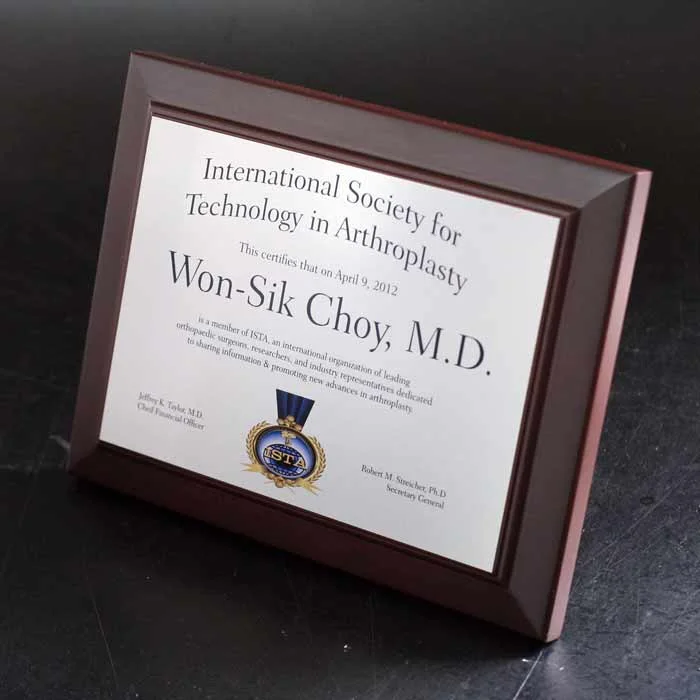 International Society for
Technology in Arthroplasty
This certifies that on April 9, 2012
Won-Sik Choy, M.D.
is a member of ISTA, an international organization of leading
orthopaedic surgeons, researchers, and industry representatives dedicated
to sharing information & promoting new advances in arthroplasty.
Jeffrey K. Taylor, M.D.
Cheif Financial Officer
ISTA
Robert M. Streicher, Ph.D
Secretary General